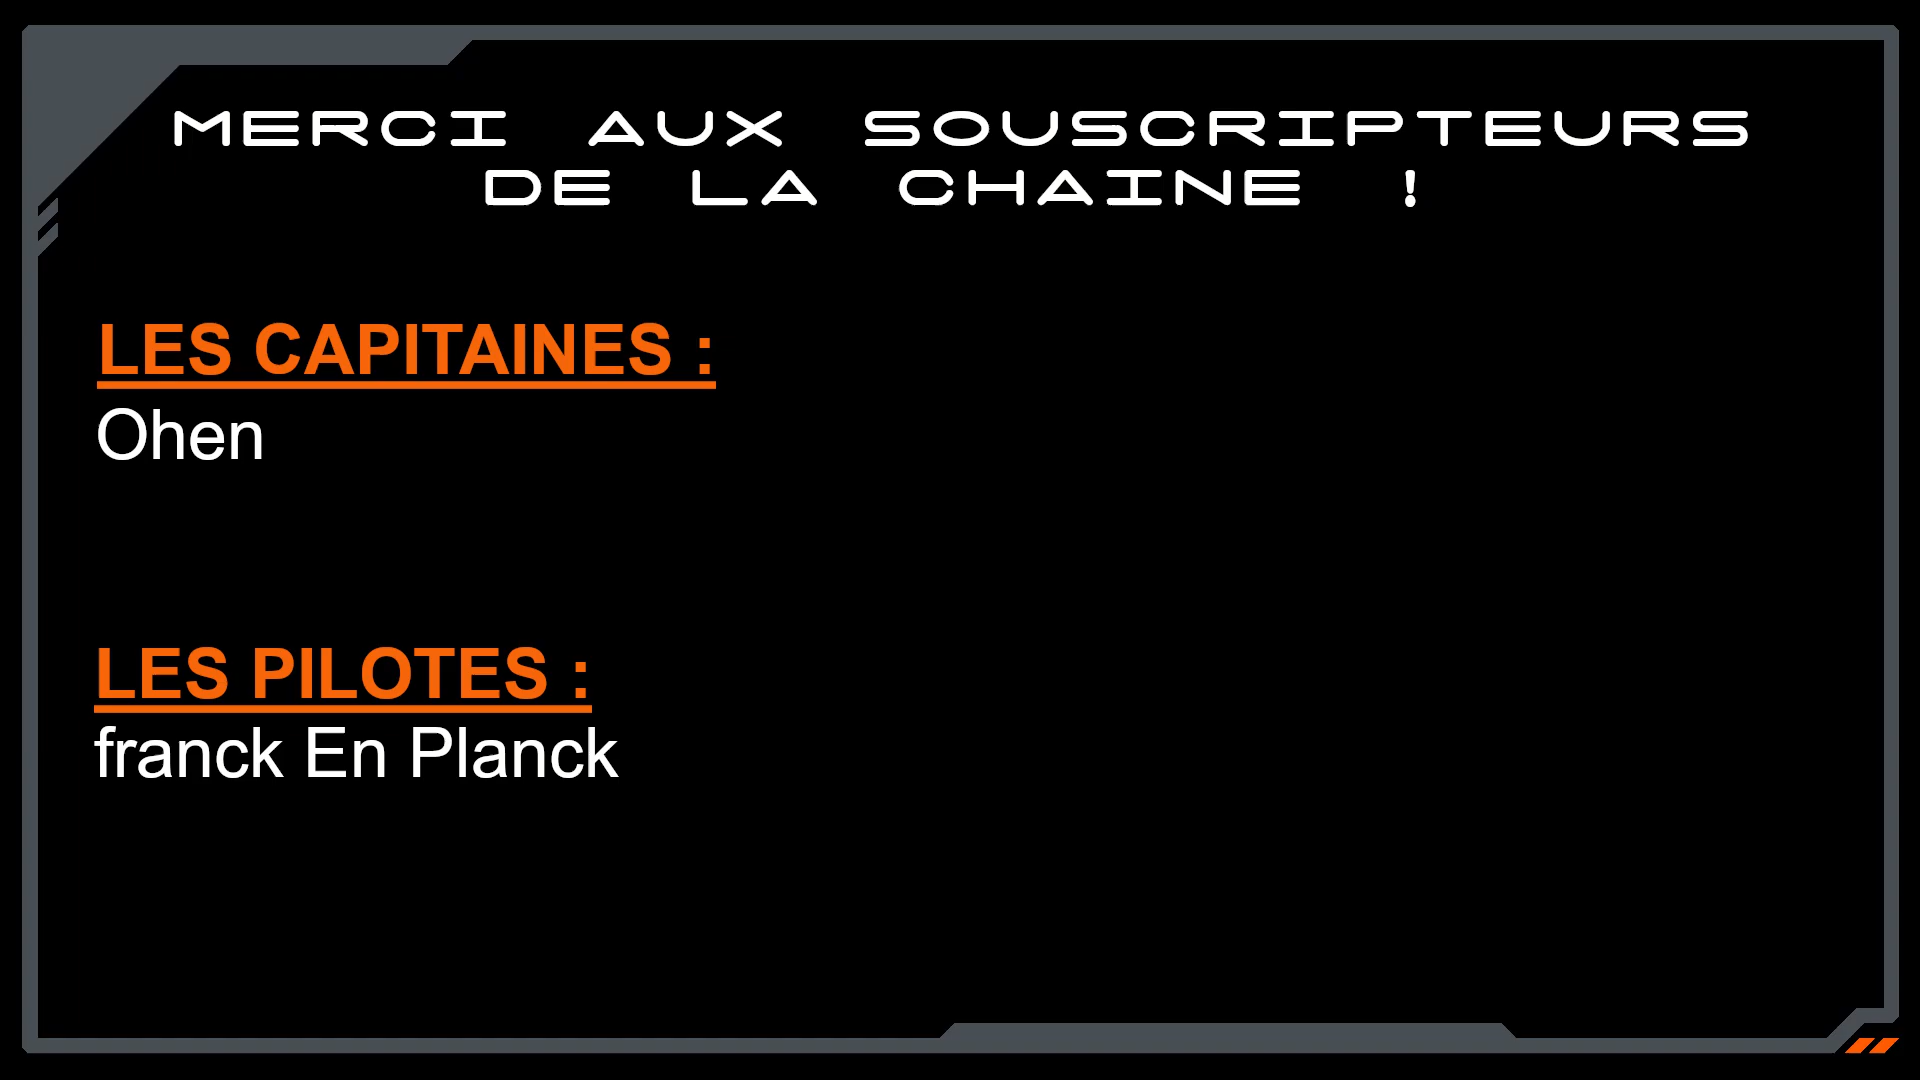 MERCI AUX SOUSCRIPTEURS
DE LA CHAINE !
LES CAPITAINES :
Ohen
LES PILOTES :
franck En Planck